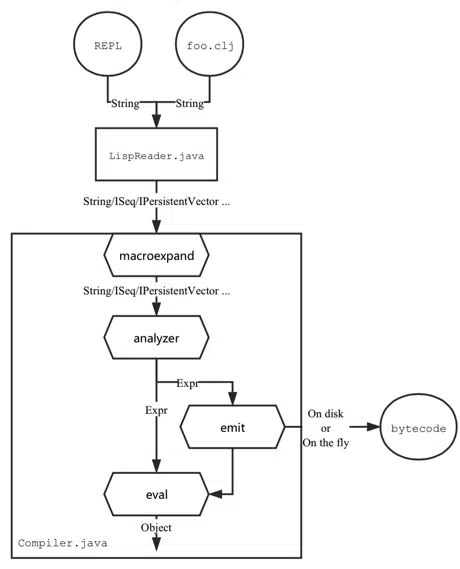 REPL
foo.clj
String
String
LispReader.java
String/ISeq/IPersistentVector ...
macroexpand
String/ISeq/IPersistentVector ...
analyzer
Expr
Expr
On disk
or
On the fly
emit
bytecode
eval
Object
Compiler.java